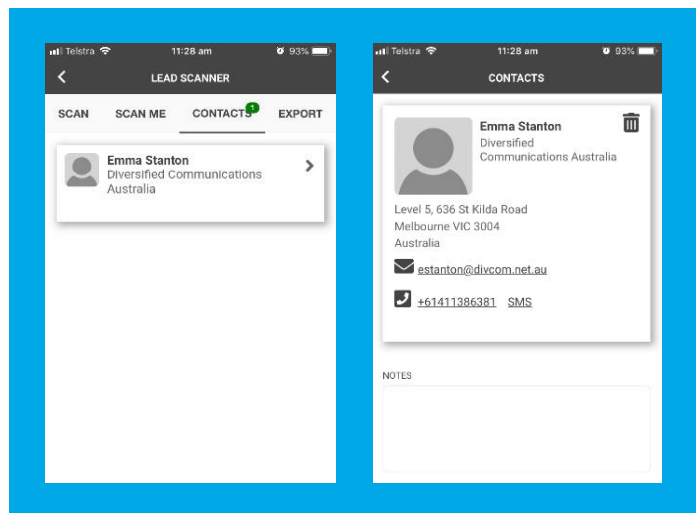 Telstra 11:28 am 93%
LEAD SCANNER
SCAN SCAN ME CONTACTS 1 EXPORT
Emma Stanton
Diversified Communications
Australia
Telstra 11:28 am 93%
CONTACTS
Emma Stanton
Diversified
Communications Australia
Level 5, 636 St Kilda Road
Melbourne VIC 3004
Australia
estanton@divcom.net.au
+61411386381 SMS
NOTES